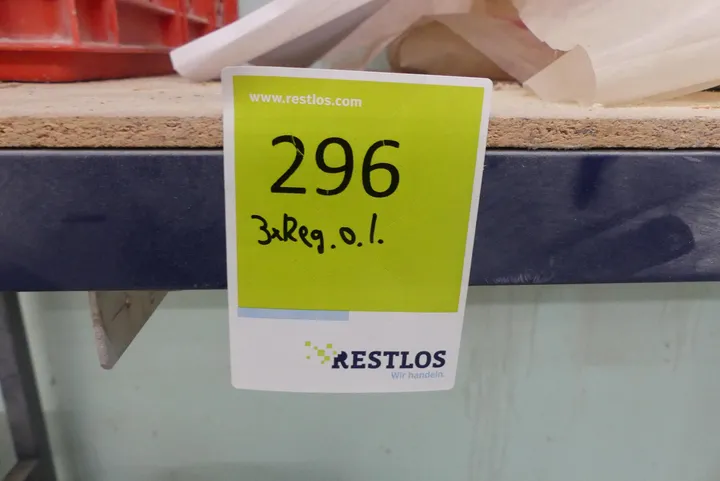 www.restlos.com
296
3xReg. o. l.
RESTLOS
Wir handeln.